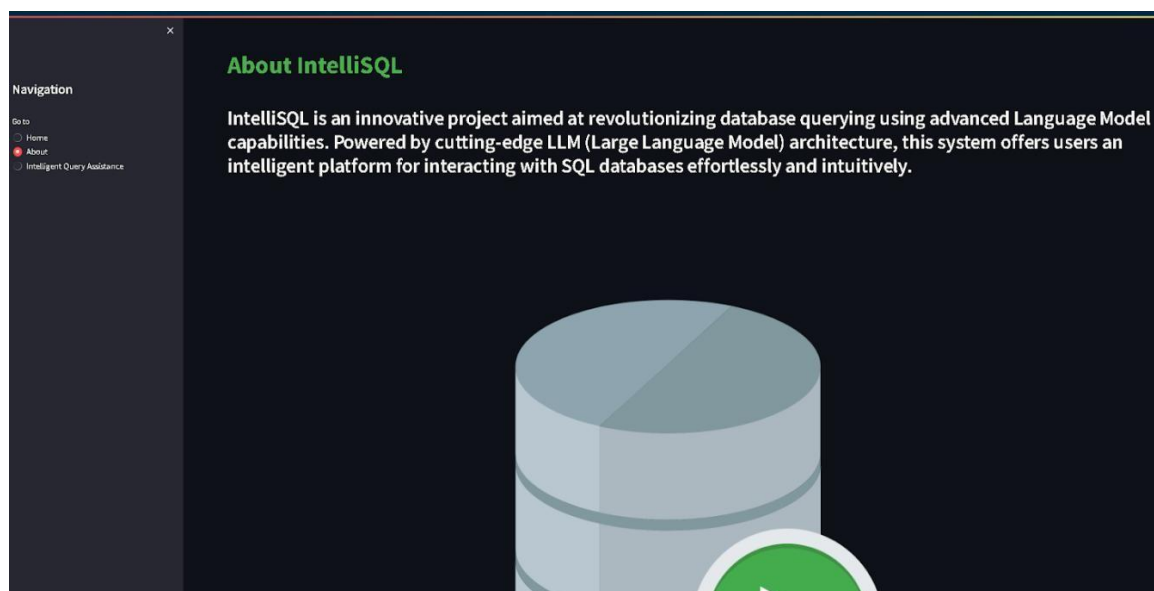 ×
Navigation
Go to
Home
About
Intelligent Query Assistance
About IntelliSQL
IntelliSQL is an innovative project aimed at revolutionizing database querying using advanced Language Model
capabilities. Powered by cutting-edge LLM (Large Language Model) architecture, this system offers users an
intelligent platform for interacting with SQL databases effortlessly and intuitively.